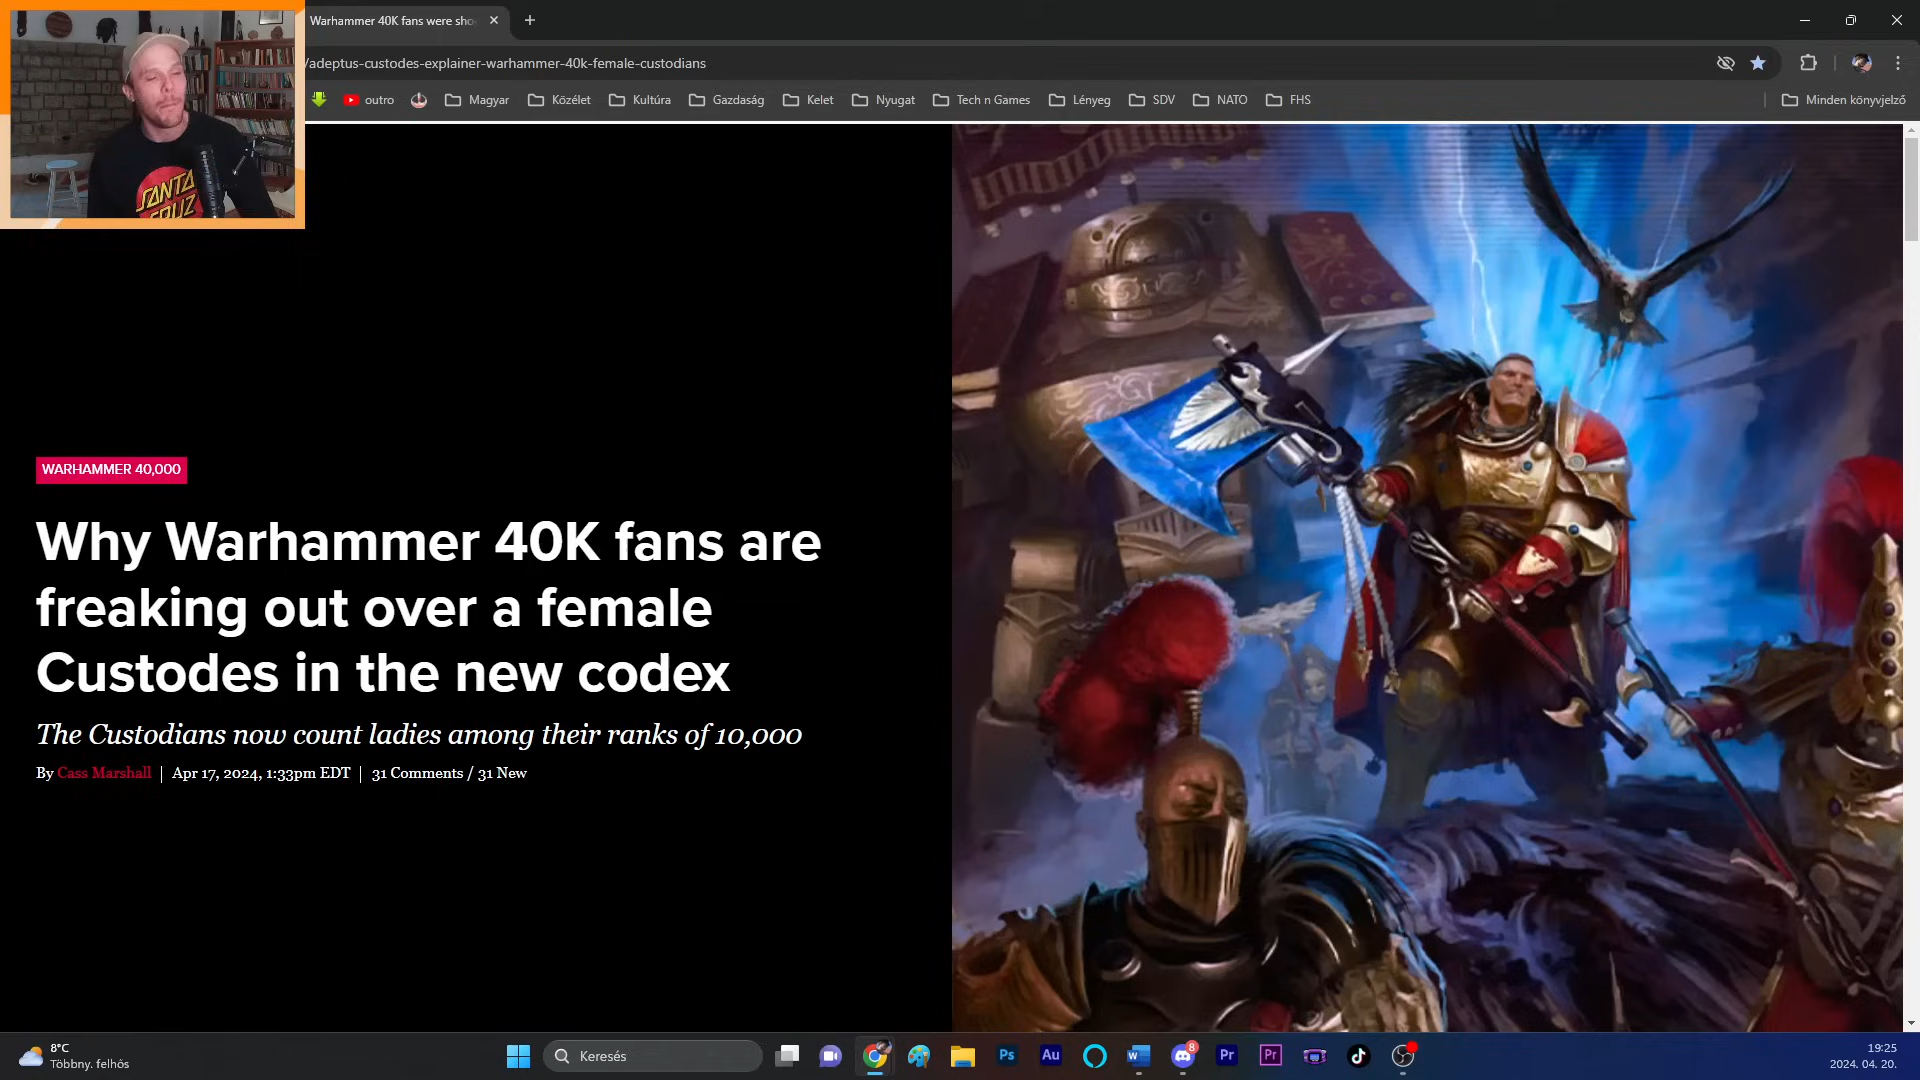 Warhammer 40K fans were sho
/adeptus-custodes-explainer-warhammer-40k-female-custodians
outro
Magyar
Közélet
Kultúra
Gazdaság
Kelet
Nyugat
Tech n Games
Lényeg
SDV
NATO
FHS
Minden könyvjelző
SANTA
CRUZ
WARHAMMER 40,000
Why Warhammer 40K fans are
freaking out over a female
Custodes in the new codex
The Custodians now count ladies among their ranks of 10,000
By Cass Marshall | Apr 17, 2024, 1:33pm EDT | 31 Comments / 31 New
8°C
Többny. felhős
Keresés
Ps
Au
W
8
Pr
Pr
19:25
2024. 04. 20.